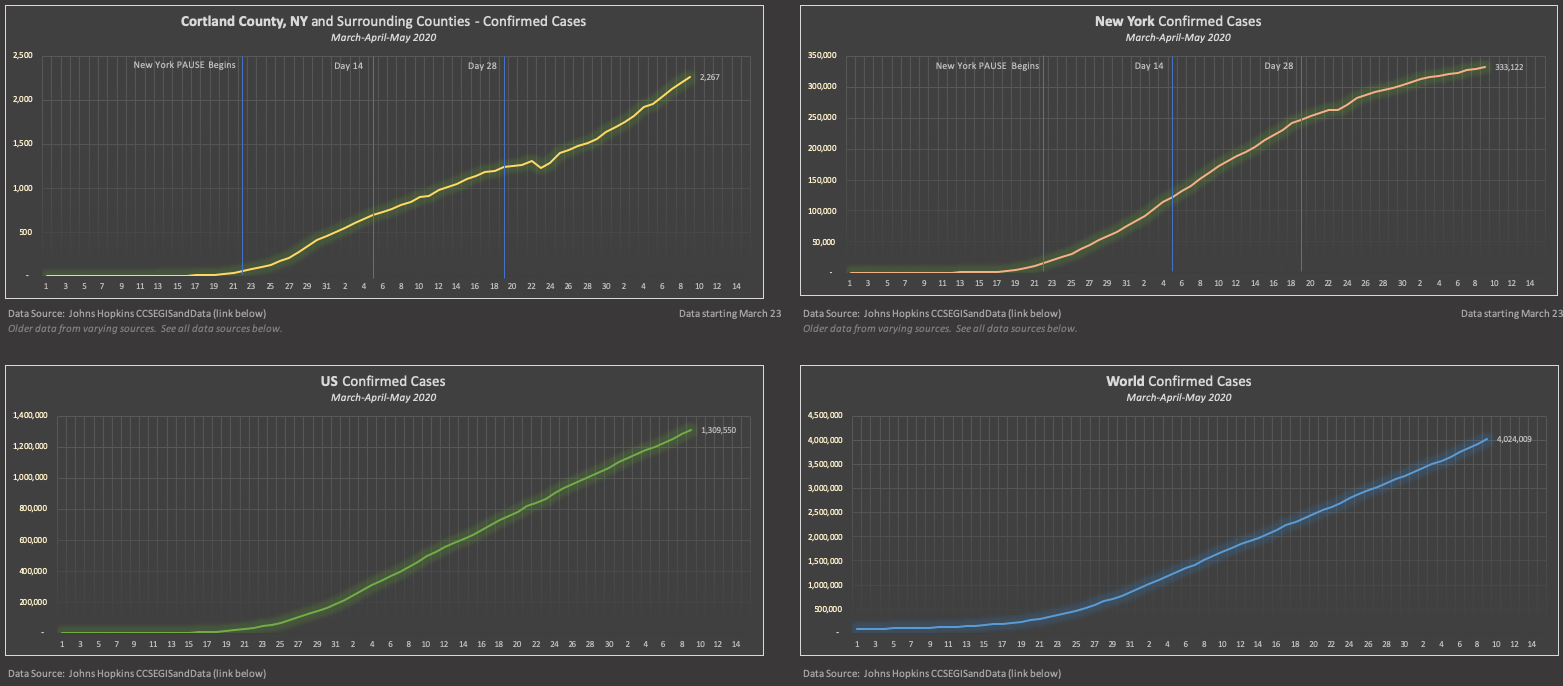 Cortland County, NY and Surrounding Counties - Confirmed Cases
March-April-May 2020
2,500
2,000
1,500
1,000
500
-
New York PAUSE Begins
Day 14
Day 28
2,267
1 3 5 7 9 11 13 15 17 19 21 23 25 27 29 31 2 4 6 8 10 12 14 16 18 20 22 24 26 28 30 2 4 6 8 10 12 14
Data Source: Johns Hopkins CCSEGISandData (link below)
Data starting March 23
Older data from varying sources. See all data sources below.
New York Confirmed Cases
March-April-May 2020
350,000
300,000
250,000
200,000
150,000
100,000
50,000
-
New York PAUSE Begins
Day 14
Day 28
333,122
1 3 5 7 9 11 13 15 17 19 21 23 25 27 29 31 2 4 6 8 10 12 14 16 18 20 22 24 26 28 30 2 4 6 8 10 12 14
Data Source: Johns Hopkins CCSEGISandData (link below)
Data starting March 23
Older data from varying sources. See all data sources below.
US Confirmed Cases
March-April-May 2020
1,400,000
1,200,000
1,000,000
800,000
600,000
400,000
200,000
-
1,309,550
1 3 5 7 9 11 13 15 17 19 21 23 25 27 29 31 2 4 6 8 10 12 14 16 18 20 22 24 26 28 30 2 4 6 8 10 12 14
Data Source: Johns Hopkins CCSEGISandData (link below)
World Confirmed Cases
March-April-May 2020
4,500,000
4,000,000
3,500,000
3,000,000
2,500,000
2,000,000
1,500,000
1,000,000
500,000
-
4,024,009
1 3 5 7 9 11 13 15 17 19 21 23 25 27 29 31 2 4 6 8 10 12 14 16 18 20 22 24 26 28 30 2 4 6 8 10 12 14
Data Source: Johns Hopkins CCSEGISandData (link below)